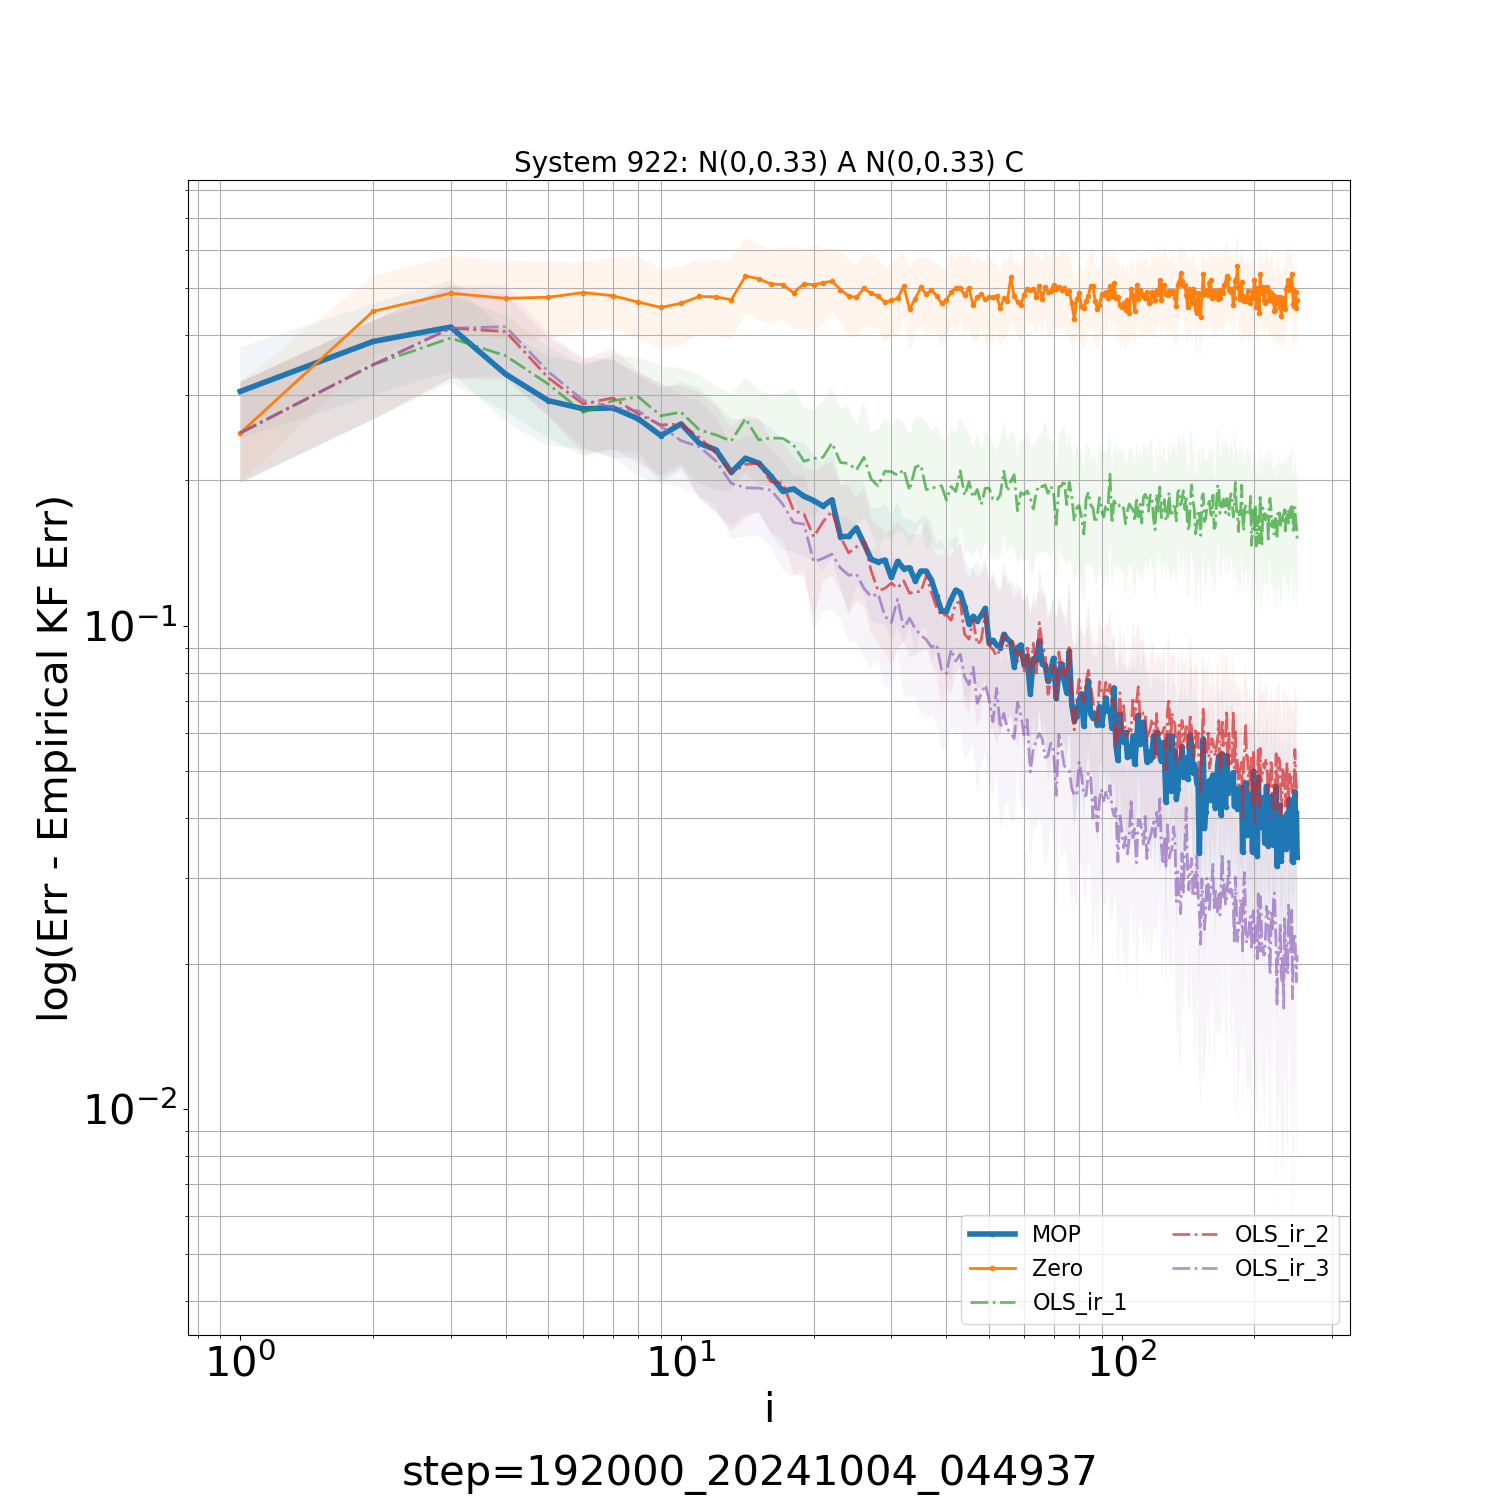 System 922: N(0,0.33) A N(0,0.33) C
log(Err - Empirical KF Err)
10⁻¹
10⁻²
MOP
Zero
OLS_ir_1
OLS_ir_2
OLS_ir_3
10⁰ 10¹ 10²
i
step=192000_20241004_044937